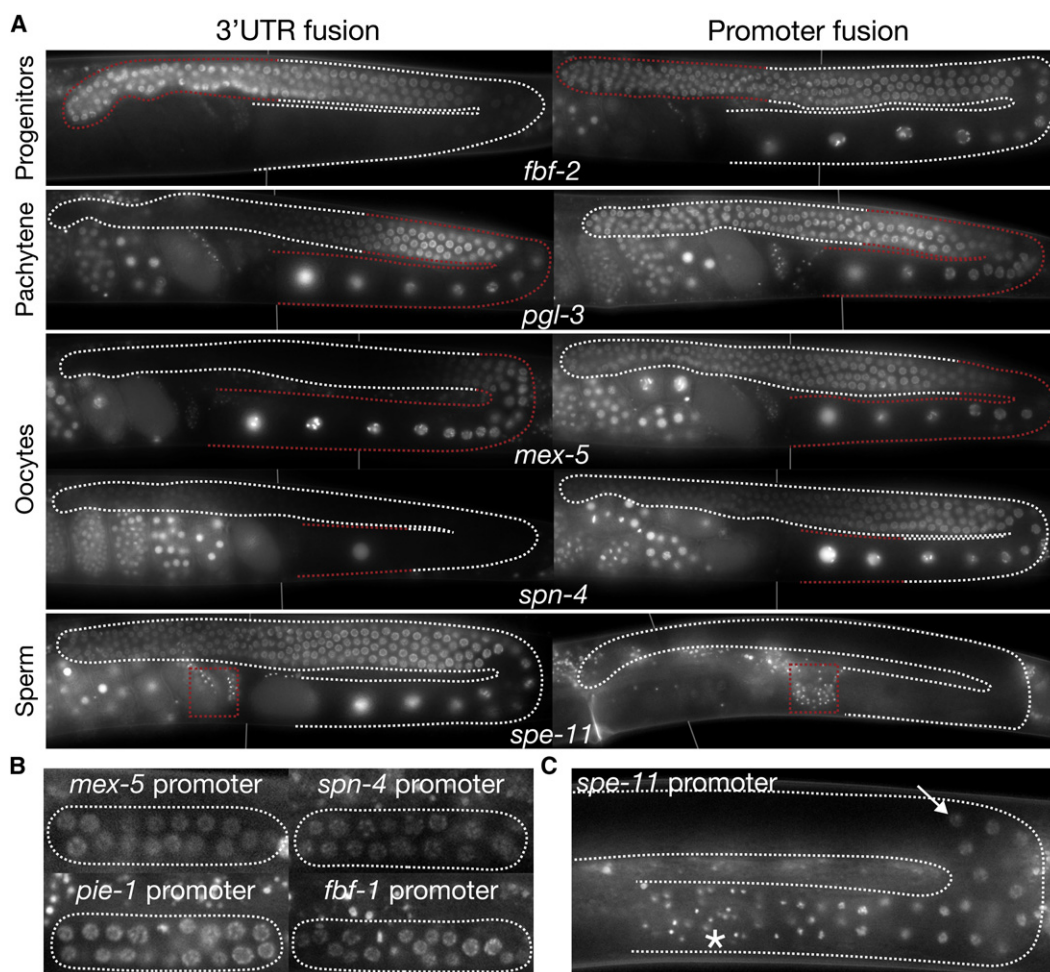 A
3'UTR fusion
Promoter fusion
Progenitors
fbf-2
Pachytene
pgl-3
Oocytes
mex-5
spn-4
Sperm
spe-11
B
mex-5 promoter
spn-4 promoter
pie-1 promoter
fbf-1 promoter
C
spe-11 promoter
*